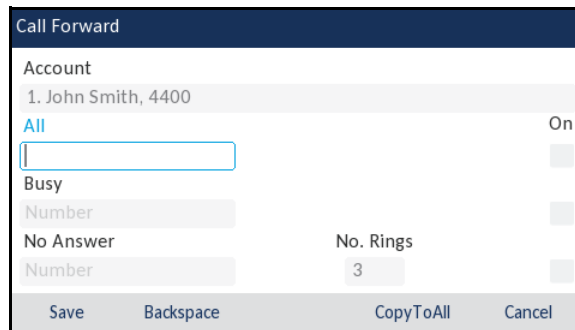 Call Forward
Account
1. John Smith, 4400
All On
Busy
Number
No Answer No. Rings
Number 3
Save Backspace CopyToAll Cancel